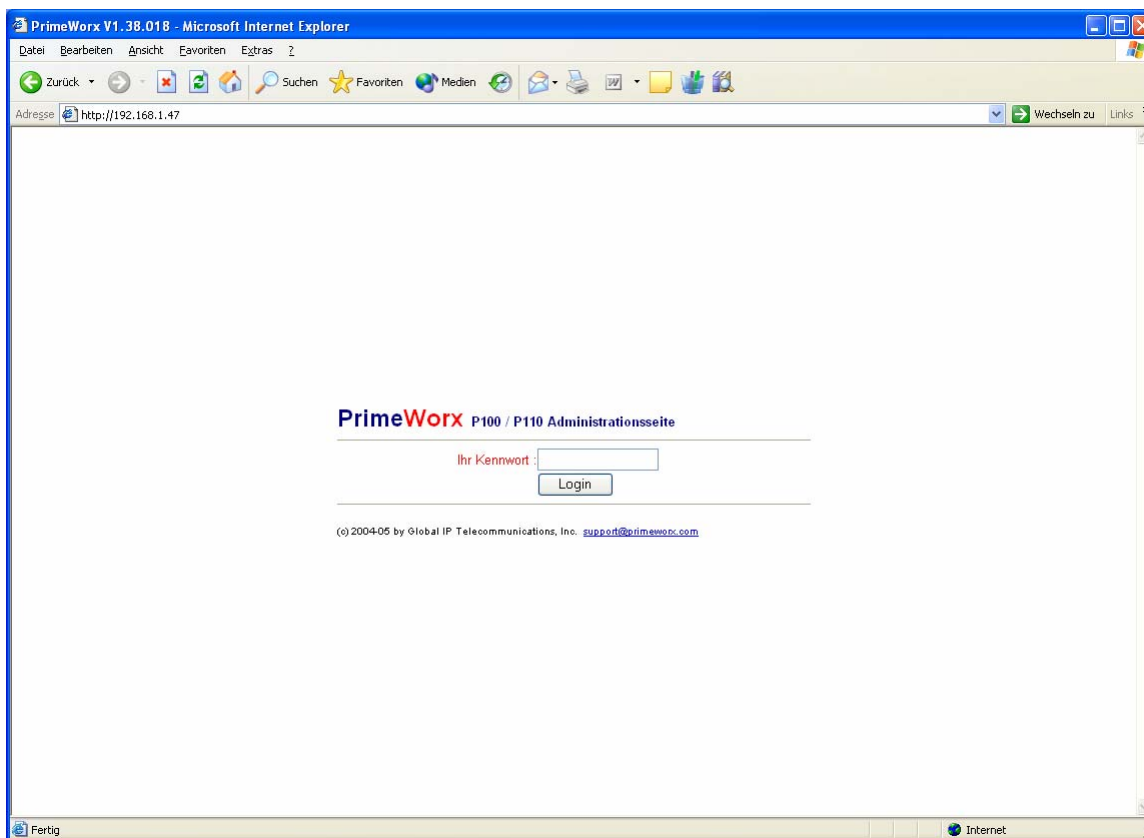 PrimeWorx V1.38.018 - Microsoft Internet Explorer
Datei Bearbeiten Ansicht Favoriten Extras ?
Zurück Suchen Favoriten Medien
Adresse http://192.168.1.47 Wechseln zu Links
PrimeWorx P100 / P110 Administrationsseite
Ihr Kennwort :
Login
(c) 2004-05 by Global IP Telecommunications, Inc. support@primeworx.com
Fertig Internet